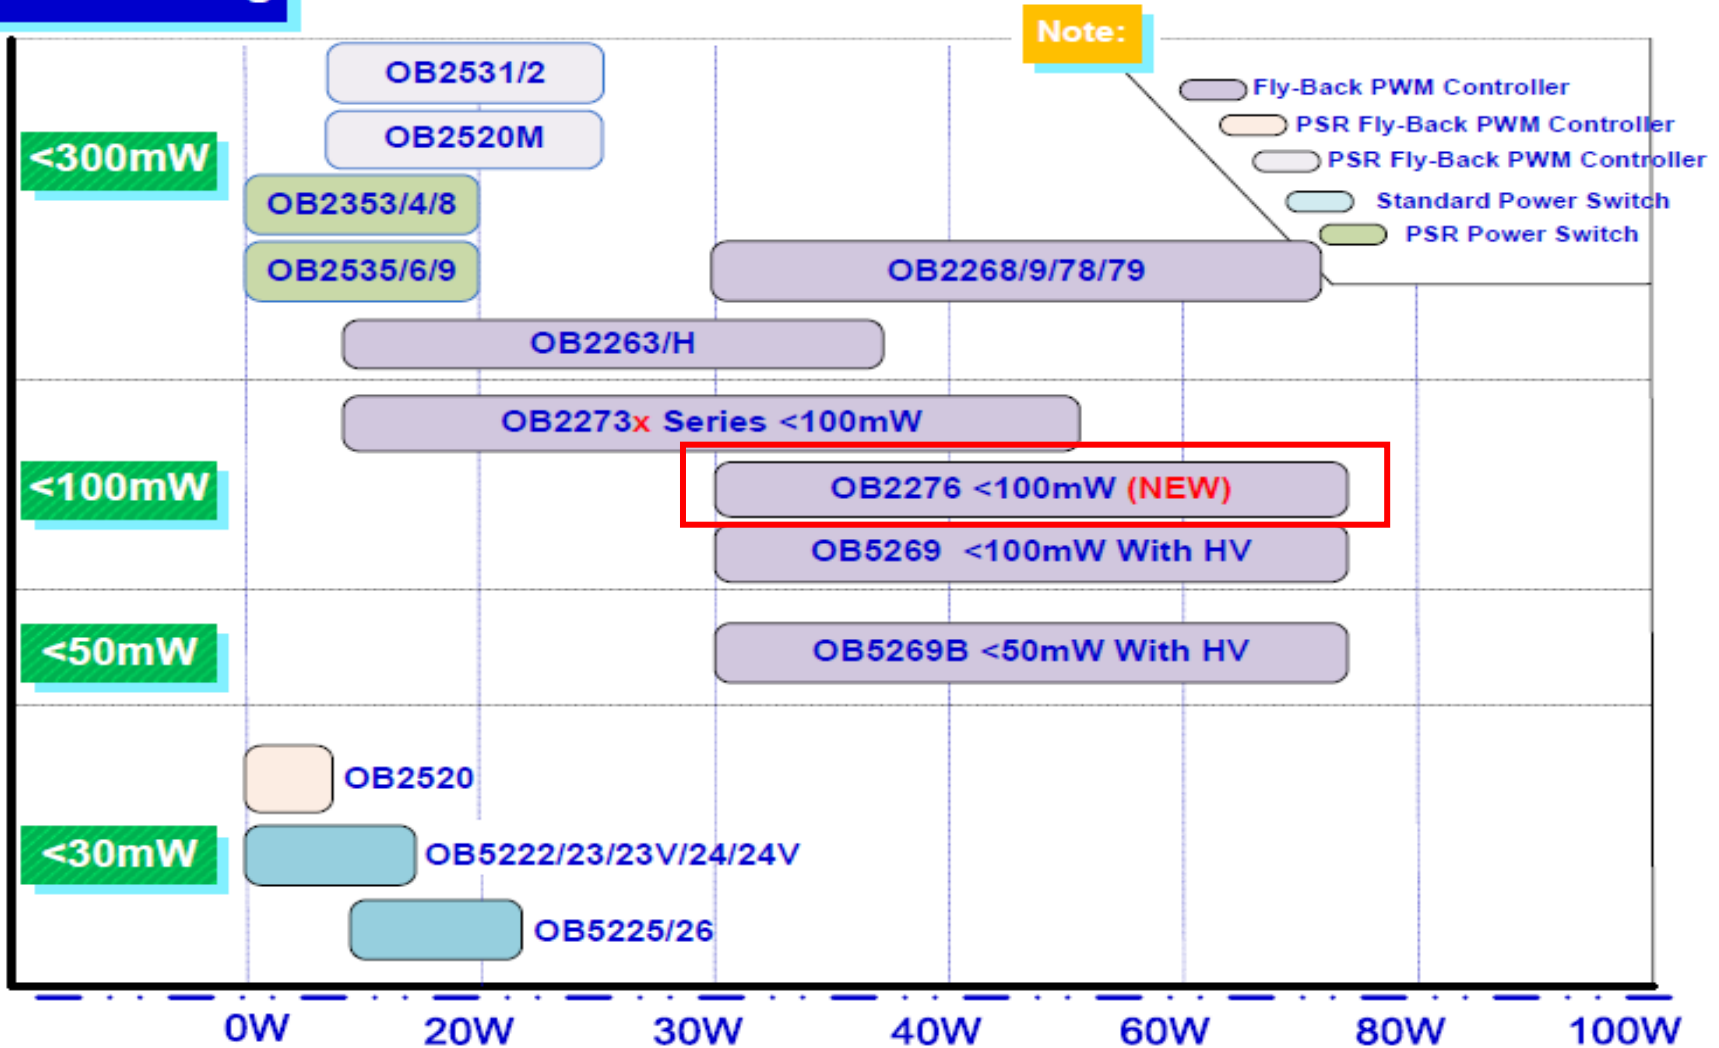 Note:
Fly-Back PWM Controller
PSR Fly-Back PWM Controller
PSR Fly-Back PWM Controller
Standard Power Switch
PSR Power Switch
<300mW
OB2531/2
OB2520M
OB2353/4/8
OB2535/6/9
OB2268/9/78/79
OB2263/H
<100mW
OB2273x Series <100mW
OB2276 <100mW (NEW)
OB5269 <100mW With HV
<50mW
OB5269B <50mW With HV
<30mW
OB2520
OB5222/23/23V/24/24V
OB5225/26
0W 20W 30W 40W 60W 80W 100W